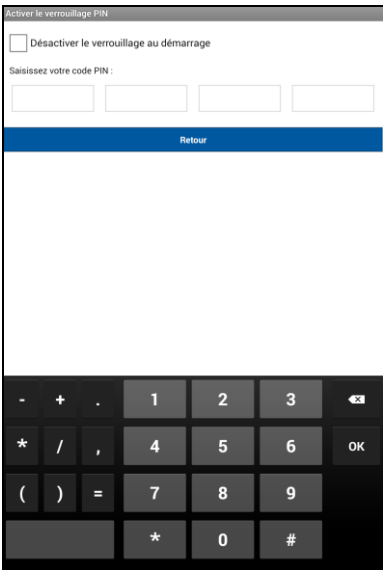 Activer le verrouillage PIN
Désactiver le verrouillage au démarrage
Saisissez votre code PIN :
Retour
- + . 1 2 3
* / , 4 5 6 OK
( ) = 7 8 9
* 0 #